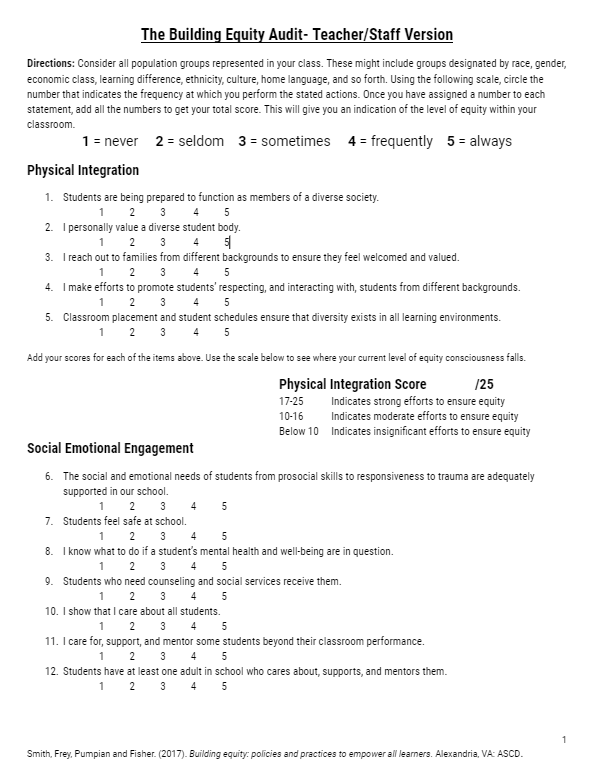 The Building Equity Audit- Teacher/Staff Version
Directions: Consider all population groups represented in your class. These might include groups designated by race, gender,
economic class, learning difference, ethnicity, culture, home language, and so forth. Using the following scale, circle the
number that indicates the frequency at which you perform the stated actions. Once you have assigned a number to each
statement, add all the numbers to get your total score. This will give you an indication of the level of equity within your
classroom.
1 = never 2 = seldom 3 = sometimes 4 = frequently 5 = always
Physical Integration
1. Students are being prepared to function as members of a diverse society.
1 2 3 4 5
2. I personally value a diverse student body.
1 2 3 4 5
3. I reach out to families from different backgrounds to ensure they feel welcomed and valued.
1 2 3 4 5
4. I make efforts to promote students' respecting, and interacting with, students from different backgrounds.
1 2 3 4 5
5. Classroom placement and student schedules ensure that diversity exists in all learning environments.
1 2 3 4 5
Add your scores for each of the items above. Use the scale below to see where your current level of equity consciousness falls.
Physical Integration Score /25
17-25 Indicates strong efforts to ensure equity
10-16 Indicates moderate efforts to ensure equity
Below 10 Indicates insignificant efforts to ensure equity
Social Emotional Engagement
6. The social and emotional needs of students from prosocial skills to responsiveness to trauma are adequately
supported in our school.
1 2 3 4 5
7. Students feel safe at school.
1 2 3 4 5
8. I know what to do if a student's mental health and well-being are in question.
1 2 3 4 5
9. Students who need counseling and social services receive them.
1 2 3 4 5
10. I show that I care about all students.
1 2 3 4 5
11. I care for, support, and mentor some students beyond their classroom performance.
1 2 3 4 5
12. Students have at least one adult in school who cares about, supports, and mentors them.
1 2 3 4 5
1
Smith, Frey, Pumpian and Fisher. (2017). Building equity: policies and practices to empower all learners. Alexandria, VA: ASCD.